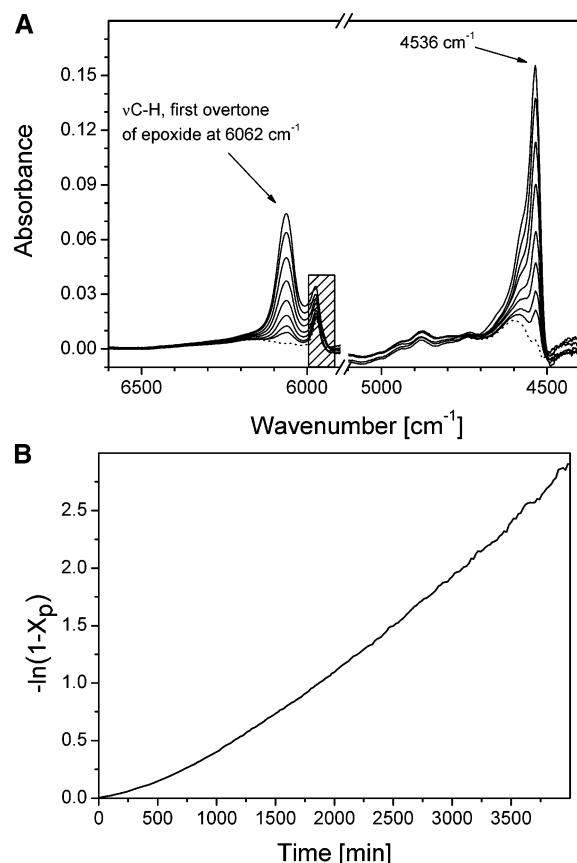 A
4536 cm⁻¹
νC-H, first overtone
of epoxide at 6062 cm⁻¹
Absorbance
0.15
0.12
0.09
0.06
0.03
0.00
6500 6000 5000 4500
Wavenumber [cm⁻¹]
B
-ln(1-Xₚ)
2.5
2.0
1.5
1.0
0.5
0.0
0 500 1000 1500 2000 2500 3000 3500
Time [min]